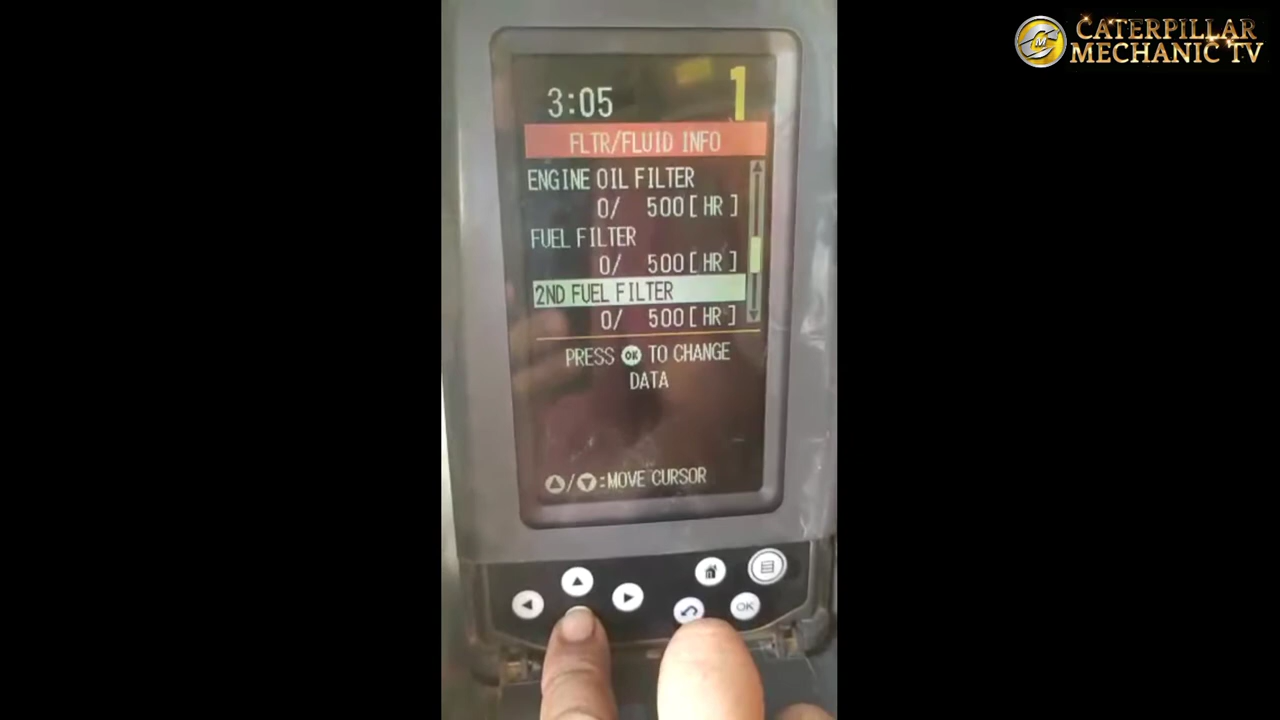 CATERPILLAR
MECHANIC TV
3:05
1
FLTR/FLUID INFO
ENGINE OIL FILTER
0/ 500[HR]
FUEL FILTER
0/ 500[HR]
2ND FUEL FILTER
0/ 500[HR]
PRESS OK TO CHANGE
DATA
/ :MOVE CURSOR
OK